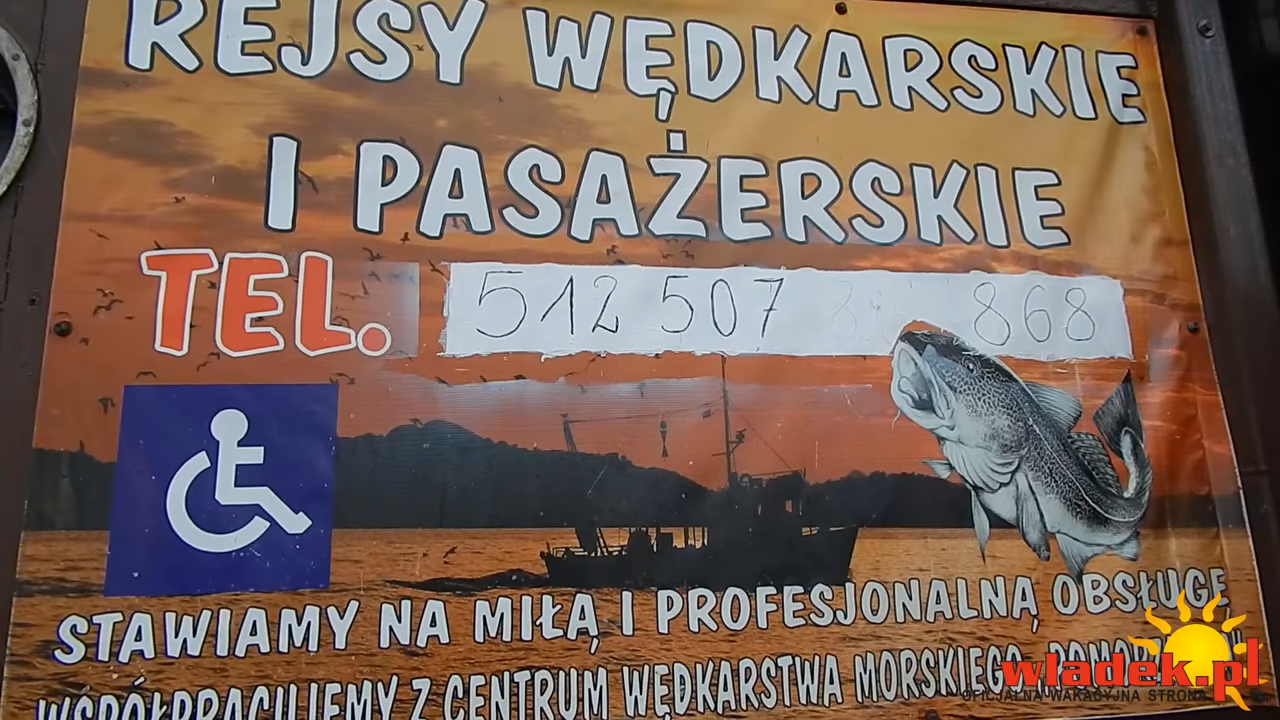 REJSY WĘDKARSKIE
I PASAŻERSKIE
TEL. 512 507 868
STAWIAMY NA MIŁĄ I PROFESJONALNĄ OBSŁUGĘ
WSPÓŁPRACUJEMY Z CENTRUM WĘDKARSTWA MORSKIEGO
władek.pl
OFICJALNA WAKACYJNA STRONA